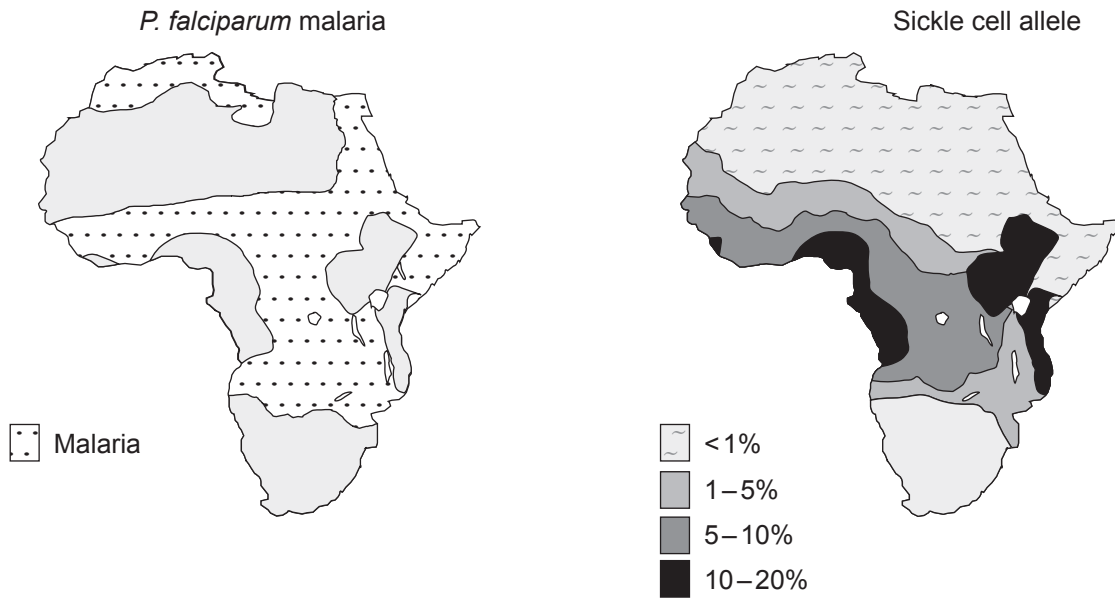 P. falciparum malaria
Sickle cell allele
Malaria
<1%
1–5%
5–10%
10–20%